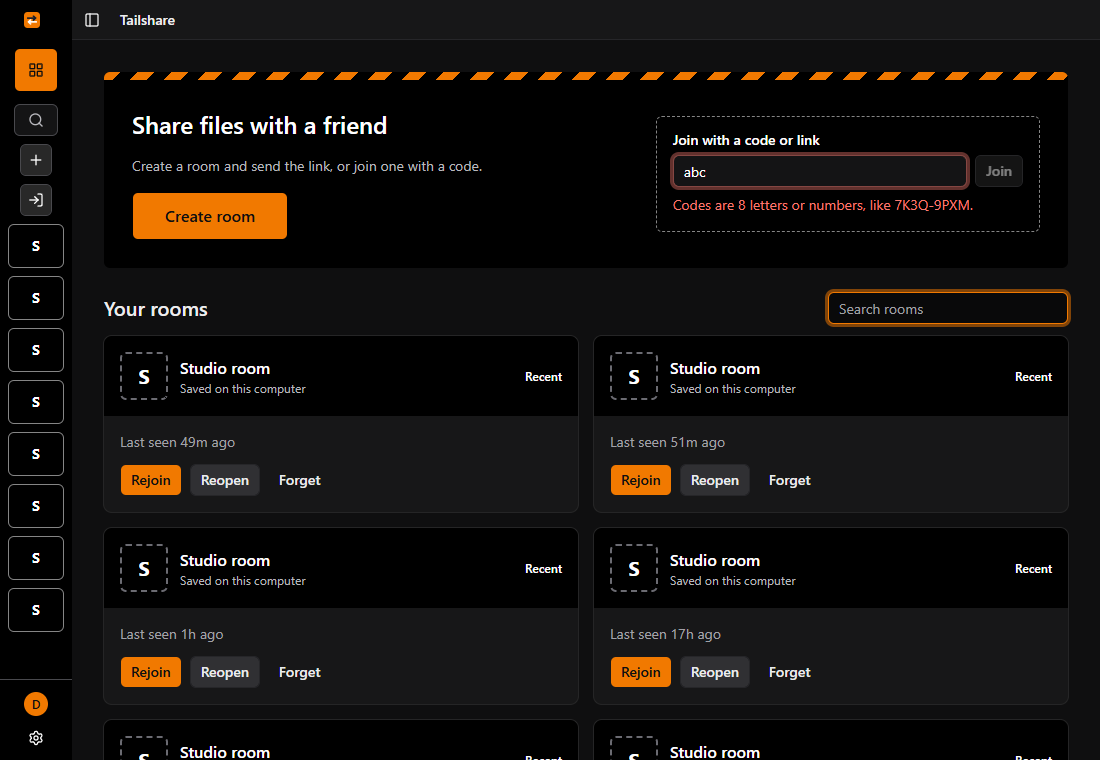 Tailshare
Share files with a friend
Create a room and send the link, or join one with a code.
Create room
Join with a code or link
abc
Join
Codes are 8 letters or numbers, like 7K3Q-9PXM.
S
S
S
S
S
S
S
S
D
Your rooms
Search rooms
S
Studio room
Saved on this computer
Recent
Last seen 49m ago
Rejoin
Reopen
Forget
S
Studio room
Saved on this computer
Recent
Last seen 51m ago
Rejoin
Reopen
Forget
S
Studio room
Saved on this computer
Recent
Last seen 1h ago
Rejoin
Reopen
Forget
S
Studio room
Saved on this computer
Recent
Last seen 17h ago
Rejoin
Reopen
Forget
S
Studio room
Recent
S
Studio room
Recent